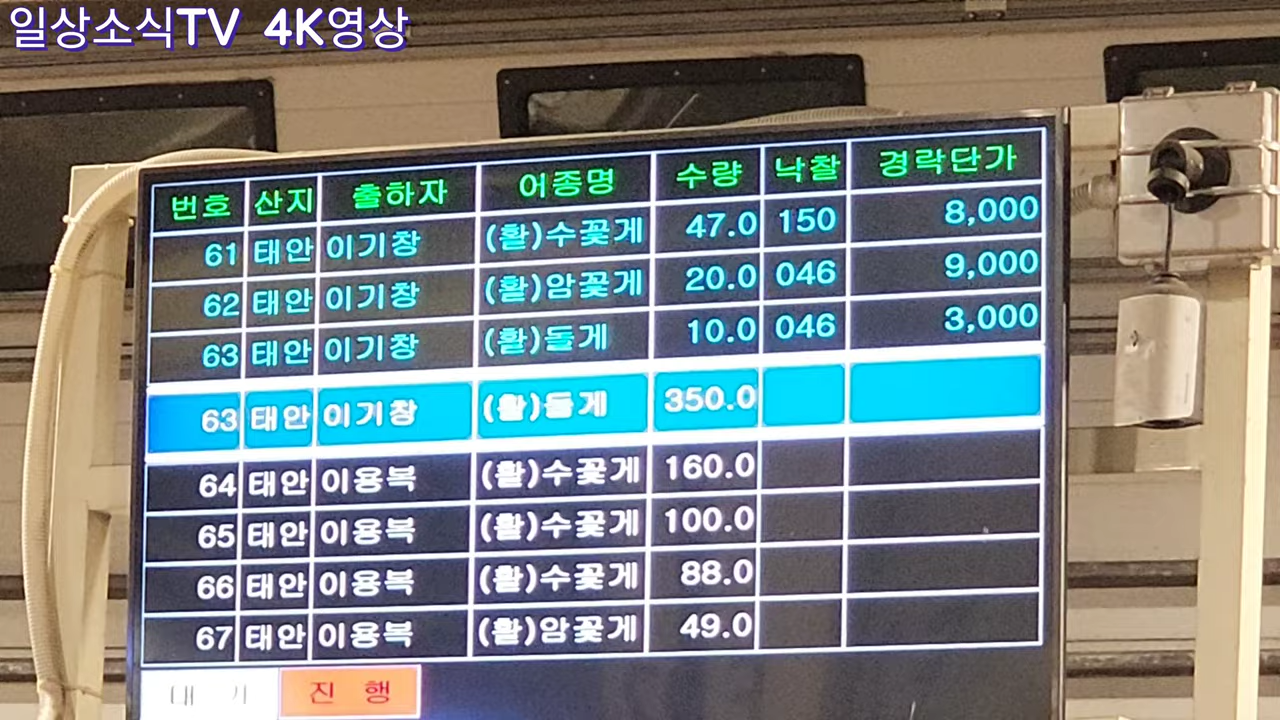 일상소식TV 4K영상
번호 산지 출하자 어종명 수량 낙찰 경락단가
61 태안 이기창 (활)수꽃게 47.0 150 8,000
62 태안 이기창 (활)암꽃게 20.0 046 9,000
63 태안 이기창 (활)돌게 10.0 046 3,000
63 태안 이기창 (활)돌게 350.0
64 태안 이용복 (활)수꽃게 160.0
65 태안 이용복 (활)수꽃게 100.0
66 태안 이용복 (활)수꽃게 88.0
67 태안 이용복 (활)암꽃게 49.0
대 기 진 행